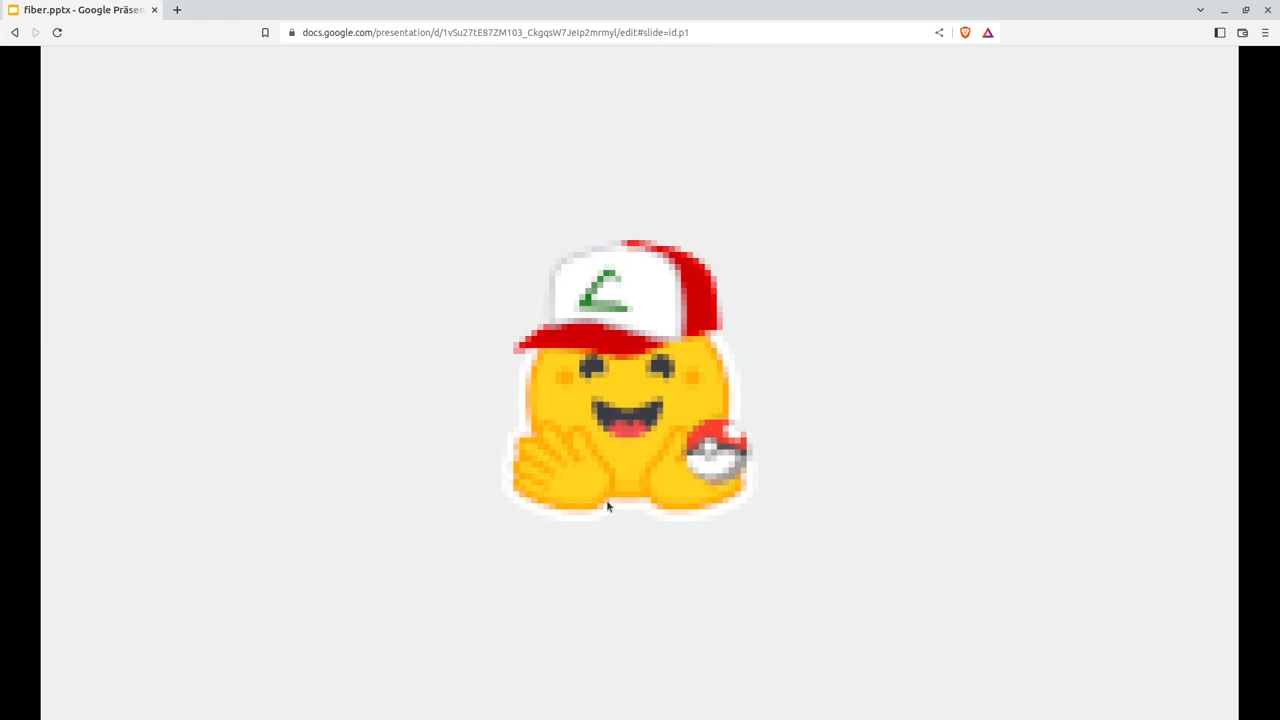 fiber.pptx - Google Präsen
docs.google.com/presentation/d/1vSu27tE87ZM103_CkgqsW7JeIp2mrmyl/edit#slide=id.p1